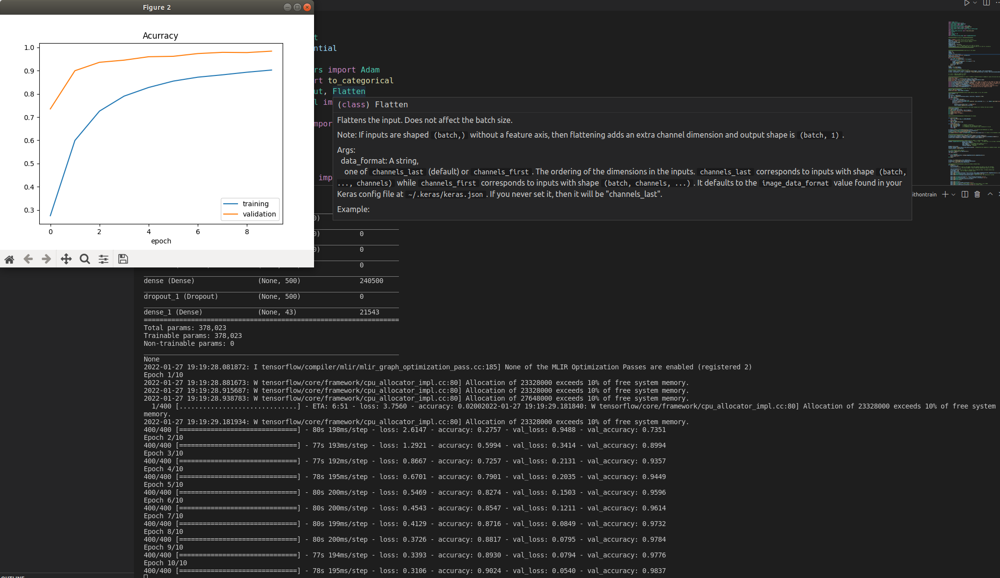 Figure 2
Acurracy
1.0
0.9
0.8
0.7
0.6
0.5
0.4
0.3
training
validation
0 2 4 6 8
epoch
t
ntial
rs import Adam
rt to_categorical
ut, Flatten
l im
mpor
imp
(class) Flatten
Flattens the input. Does not affect the batch size.
Note: If inputs are shaped (batch,) without a feature axis, then flattening adds an extra channel dimension and output shape is (batch, 1).
Args:
data_format: A string,
one of channels_last (default) or channels_first. The ordering of the dimensions in the inputs. channels_last corresponds to inputs with shape (batch,
..., channels) while channels_first corresponds to inputs with shape (batch, channels, ...). It defaults to the image_data_format value found in your
Keras config file at ~/.keras/keras.json. If you never set it, then it will be "channels_last".
Example:
ithontrain
0)
0) 0
0) 0
0
dense (Dense) (None, 500) 240500
dropout_1 (Dropout) (None, 500) 0
dense_1 (Dense) (None, 43) 21543
=================================================================
Total params: 378,023
Trainable params: 378,023
Non-trainable params: 0
None
2022-01-27 19:19:28.081872: I tensorflow/compiler/mlir/mlir_graph_optimization_pass.cc:185] None of the MLIR Optimization Passes are enabled (registered 2)
Epoch 1/10
2022-01-27 19:19:28.881673: W tensorflow/core/framework/cpu_allocator_impl.cc:80] Allocation of 23328000 exceeds 10% of free system memory.
2022-01-27 19:19:28.915687: W tensorflow/core/framework/cpu_allocator_impl.cc:80] Allocation of 23328000 exceeds 10% of free system memory.
2022-01-27 19:19:28.938783: W tensorflow/core/framework/cpu_allocator_impl.cc:80] Allocation of 27648000 exceeds 10% of free system memory.
1/400 [..............................] - ETA: 6:51 - loss: 3.7560 - accuracy: 0.02002022-01-27 19:19:29.181840: W tensorflow/core/framework/cpu_allocator_impl.cc:80] Allocation of 23328000 exceeds 10% of free system
memory.
2022-01-27 19:19:29.181934: W tensorflow/core/framework/cpu_allocator_impl.cc:80] Allocation of 23328000 exceeds 10% of free system memory.
400/400 [==============================] - 80s 198ms/step - loss: 2.6147 - accuracy: 0.2757 - val_loss: 0.9488 - val_accuracy: 0.7351
Epoch 2/10
400/400 [==============================] - 77s 193ms/step - loss: 1.2921 - accuracy: 0.5994 - val_loss: 0.3414 - val_accuracy: 0.8994
Epoch 3/10
400/400 [==============================] - 77s 192ms/step - loss: 0.8667 - accuracy: 0.7257 - val_loss: 0.2131 - val_accuracy: 0.9357
Epoch 4/10
400/400 [==============================] - 78s 195ms/step - loss: 0.6701 - accuracy: 0.7901 - val_loss: 0.2035 - val_accuracy: 0.9449
Epoch 5/10
400/400 [==============================] - 80s 200ms/step - loss: 0.5469 - accuracy: 0.8274 - val_loss: 0.1503 - val_accuracy: 0.9596
Epoch 6/10
400/400 [==============================] - 80s 200ms/step - loss: 0.4543 - accuracy: 0.8547 - val_loss: 0.1211 - val_accuracy: 0.9614
Epoch 7/10
400/400 [==============================] - 80s 199ms/step - loss: 0.4129 - accuracy: 0.8716 - val_loss: 0.0849 - val_accuracy: 0.9732
Epoch 8/10
400/400 [==============================] - 80s 200ms/step - loss: 0.3726 - accuracy: 0.8817 - val_loss: 0.0795 - val_accuracy: 0.9784
Epoch 9/10
400/400 [==============================] - 77s 194ms/step - loss: 0.3393 - accuracy: 0.8930 - val_loss: 0.0794 - val_accuracy: 0.9776
Epoch 10/10
400/400 [==============================] - 78s 195ms/step - loss: 0.3106 - accuracy: 0.9024 - val_loss: 0.0540 - val_accuracy: 0.9837
OUTLINE